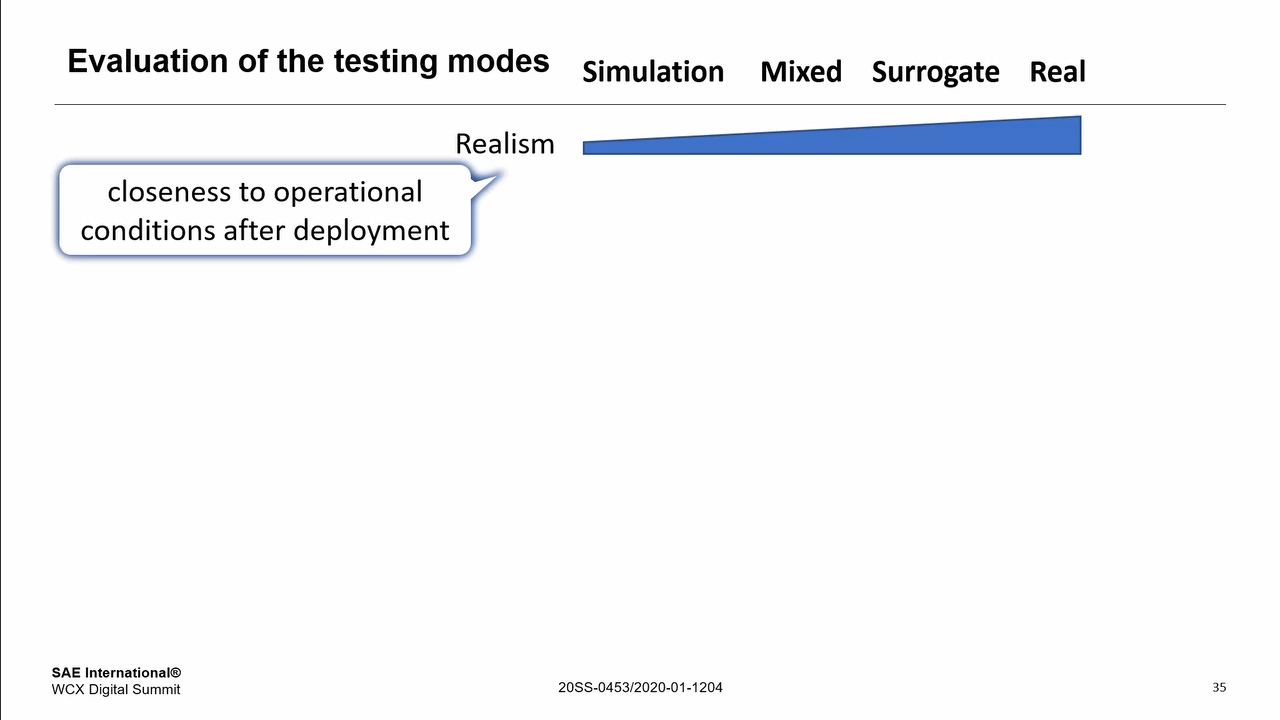 Evaluation of the testing modes
Simulation Mixed Surrogate Real
Realism
closeness to operational
conditions after deployment
SAE International®
WCX Digital Summit
20SS-0453/2020-01-1204
35